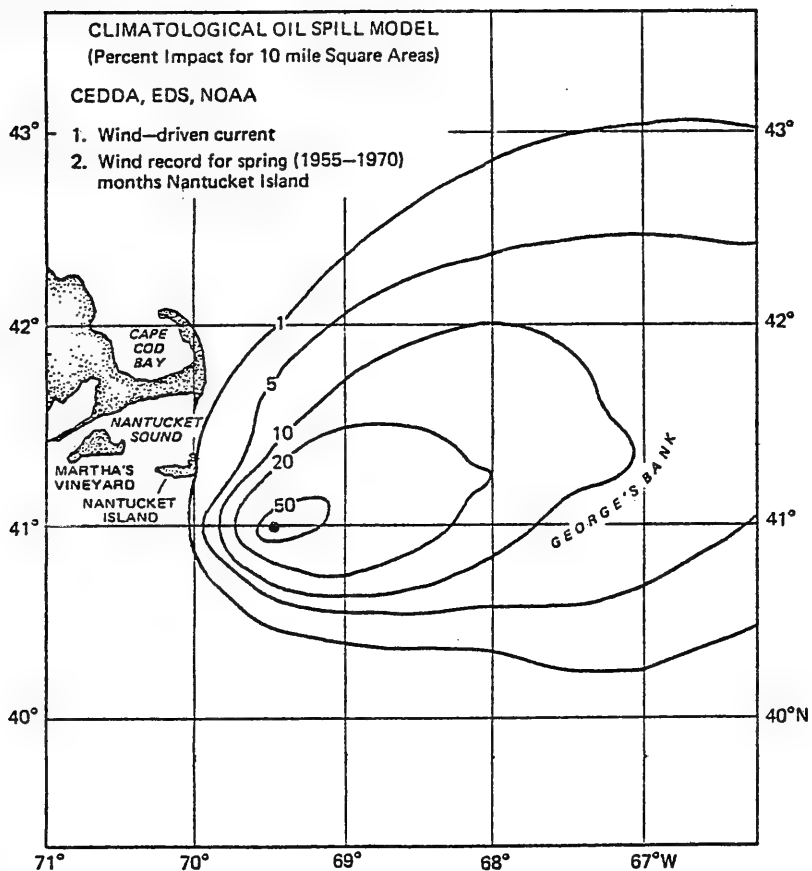 CLIMATOLOGICAL OIL SPILL MODEL
(Percent Impact for 10 mile Square Areas)
CEDDA, EDS, NOAA
1. Wind—driven current
2. Wind record for spring (1955—1970)
months Nantucket Island
43°
43°
42°
42°
CAPE
COD
BAY
1
5
10
20
50
NANTUCKET
SOUND
MARTHA'S
VINEYARD
NANTUCKET
ISLAND
GEORGE'S BANK
41°
41°
40°
40°N
71°
70°
69°
68°
67°W